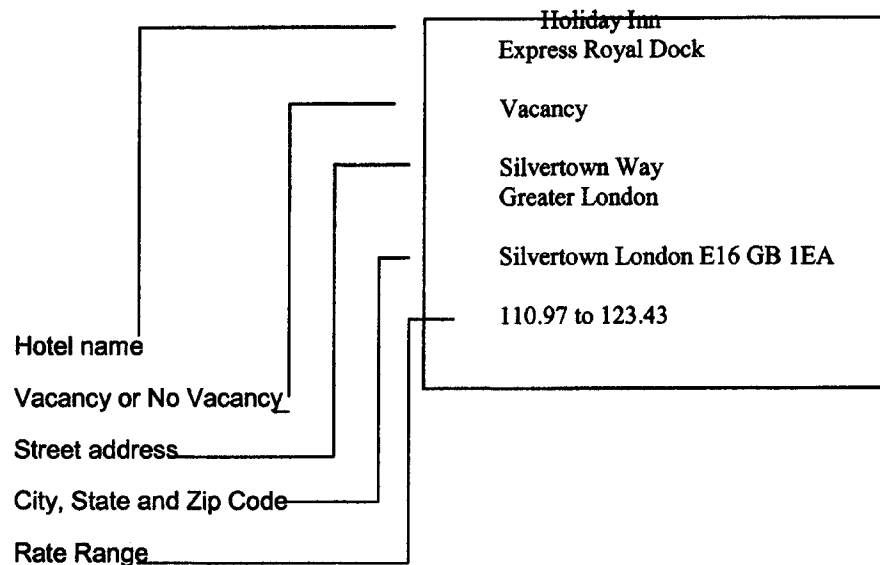 Holiday Inn
Express Royal Dock
Vacancy
Silvertown Way
Greater London
Silvertown London E16 GB 1EA
110.97 to 123.43
Hotel name
Vacancy or No Vacancy
Street address
City, State and Zip Code
Rate Range